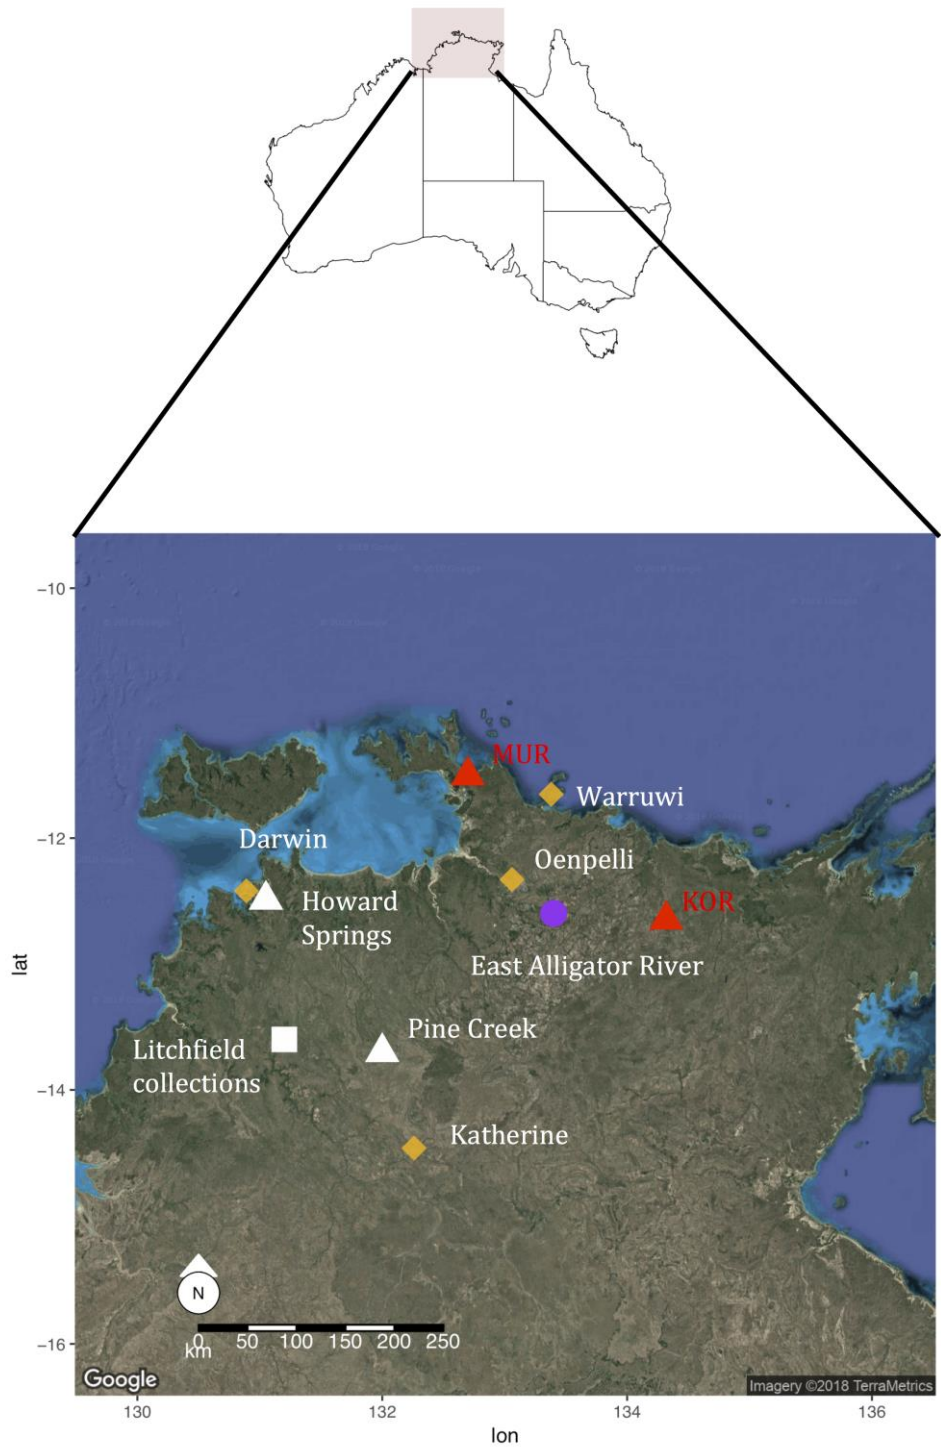 −10
MUR
Warruwi
−12
Darwin
Oenpelli
Howard
Springs
KOR
East Alligator River
lat
Pine Creek
Litchfield
collections
−14
Katherine
N
0 50 100 150 200 250
km
−16
Google
Imagery ©2018 TerraMetrics
130 132 134 136
lon